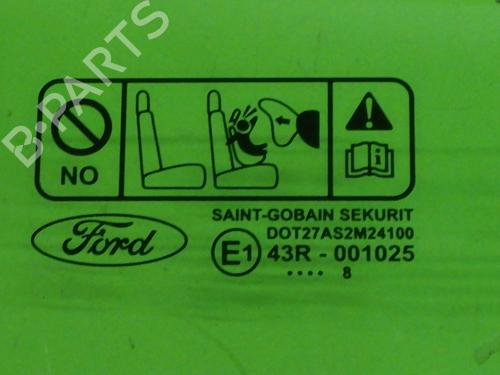 B-PARTS
NO
i
SAINT-GOBAIN SEKURIT
DOT27AS2M24100
Ford
E1 43R - 001025
.... 8